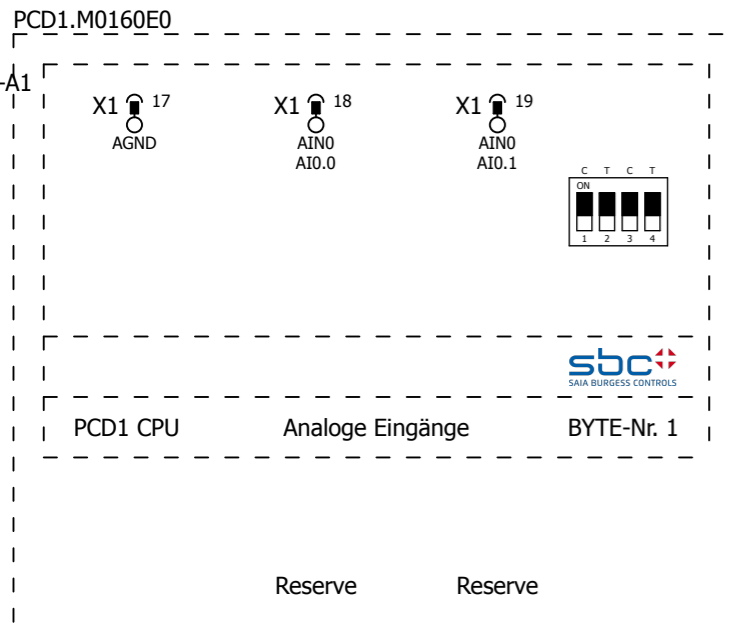 PCD1.M0160E0
-A1
X1 17 X1 18 X1 19
AGND AIN0 AIN0
AI0.0 AI0.1
C T C T
ON
1 2 3 4
sbc
SAIA BURGESS CONTROLS
PCD1 CPU Analoge Eingänge BYTE-Nr. 1
Reserve Reserve